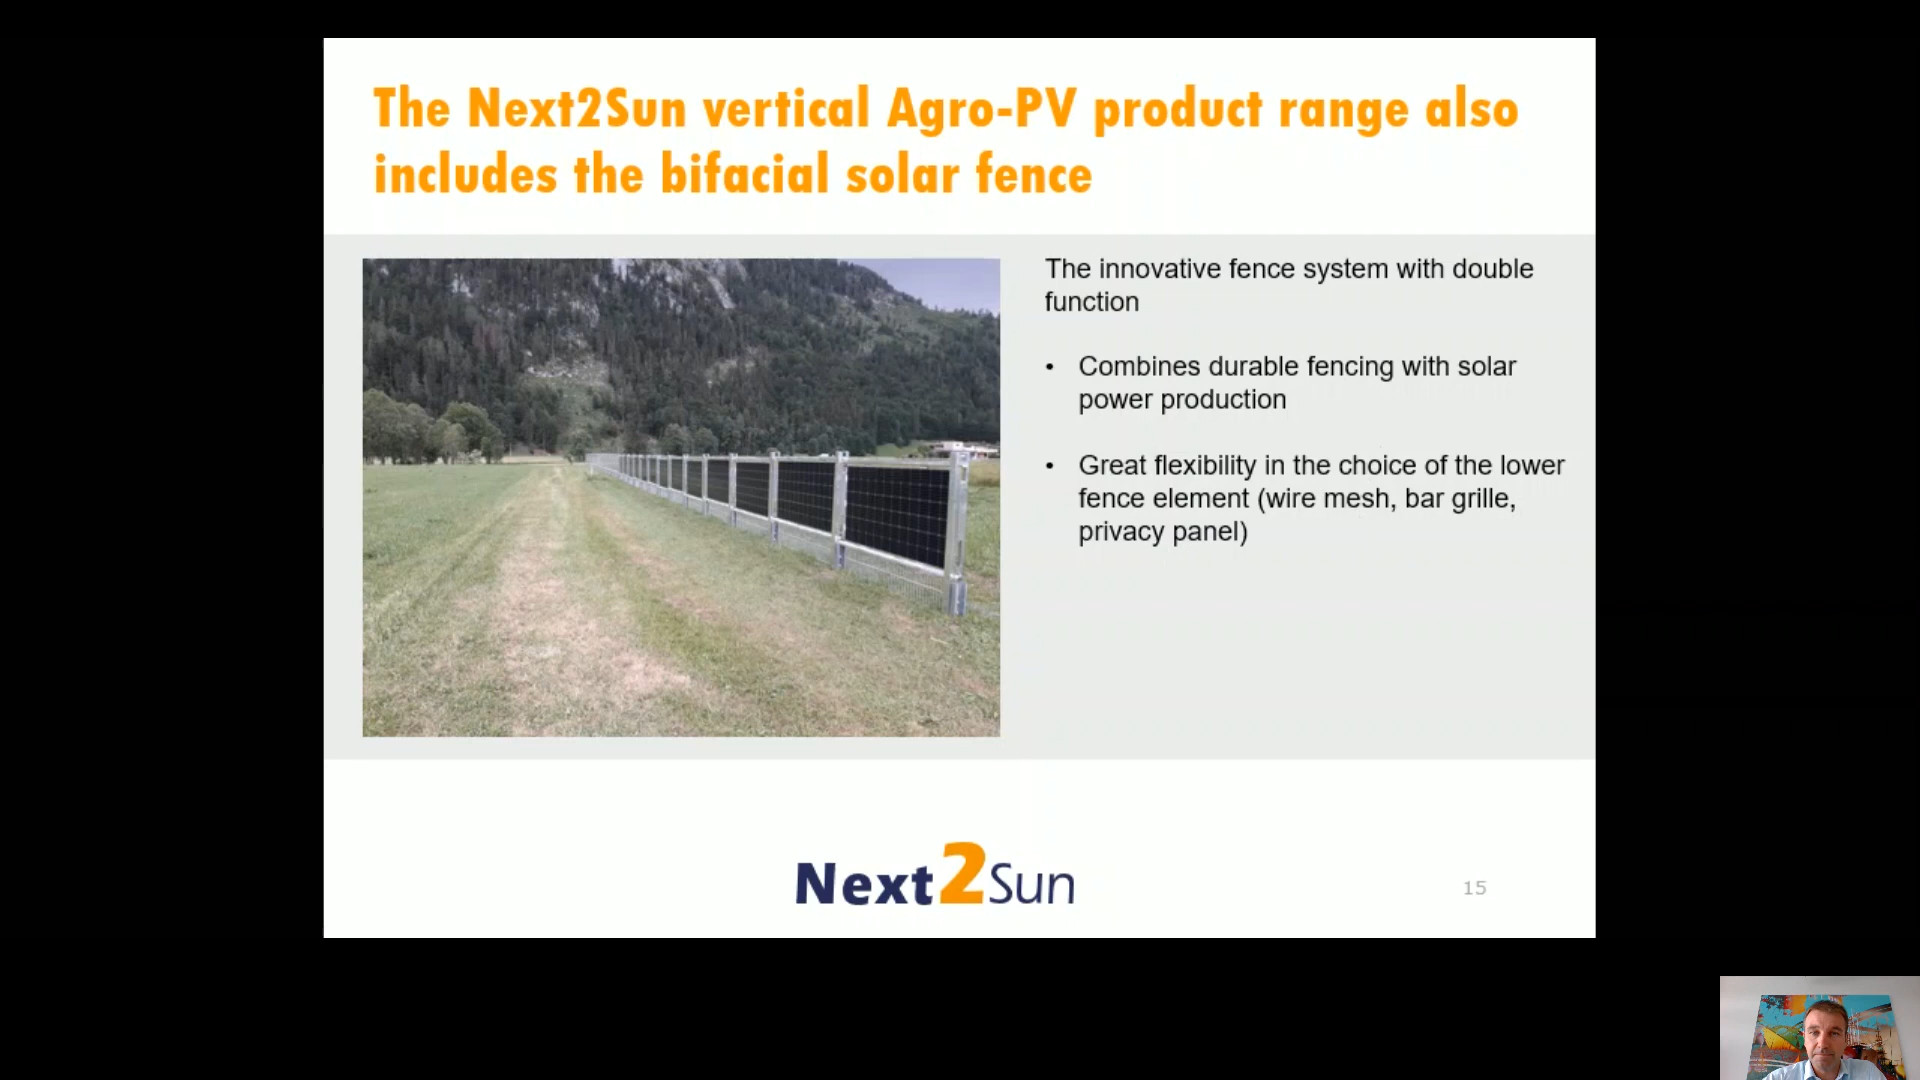 The Next2Sun vertical Agro-PV product range also
includes the bifacial solar fence
The innovative fence system with double
function
• Combines durable fencing with solar
power production
• Great flexibility in the choice of the lower
fence element (wire mesh, bar grille,
privacy panel)
Next2Sun
15